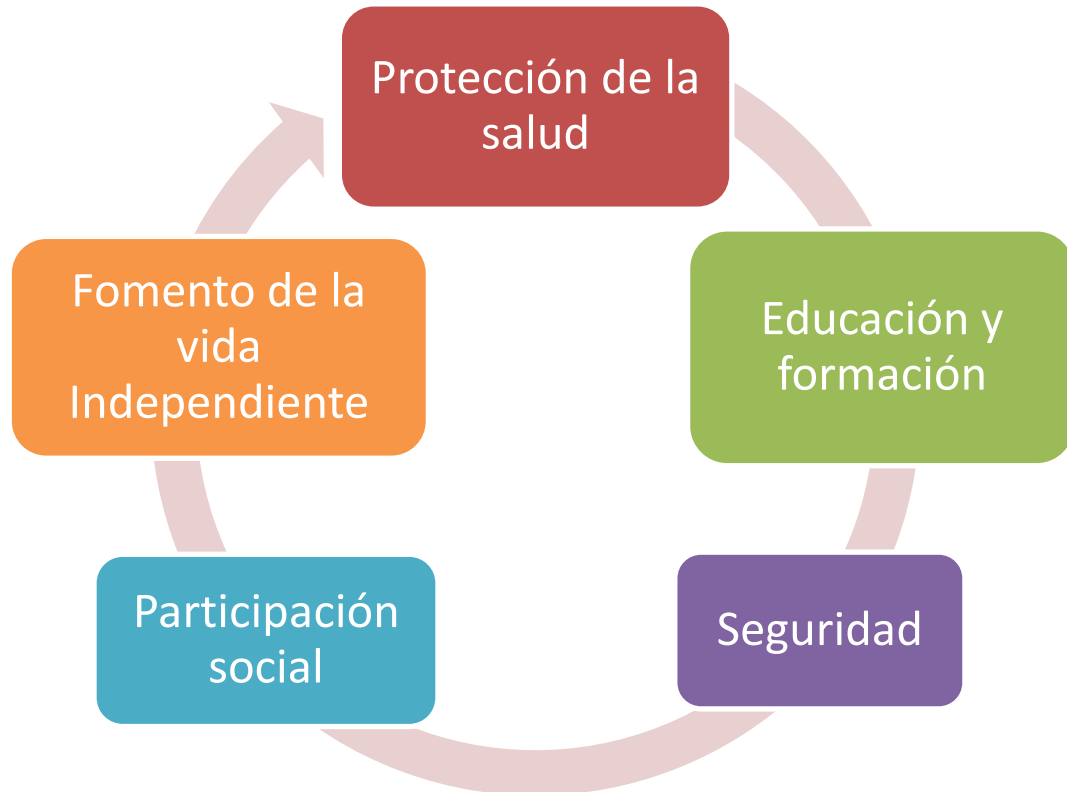 Protección de la
salud
Educación y
formación
Seguridad
Participación
social
Fomento de la
vida
Independiente